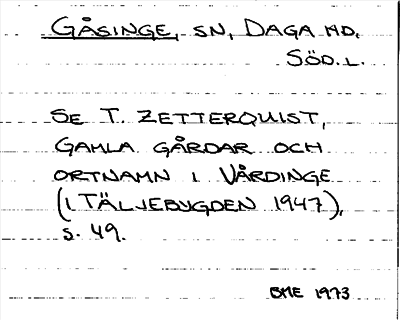 GÅSINGE, SN, DAGA HD.
SÖD.L.
SE T. ZETTERQUIST,
GAMLA GÅRDAR OCH
ORTNAMN I VÅRDINGE
(I TÄLJEBYGDEN 1947),
s. 49.
BME 1973